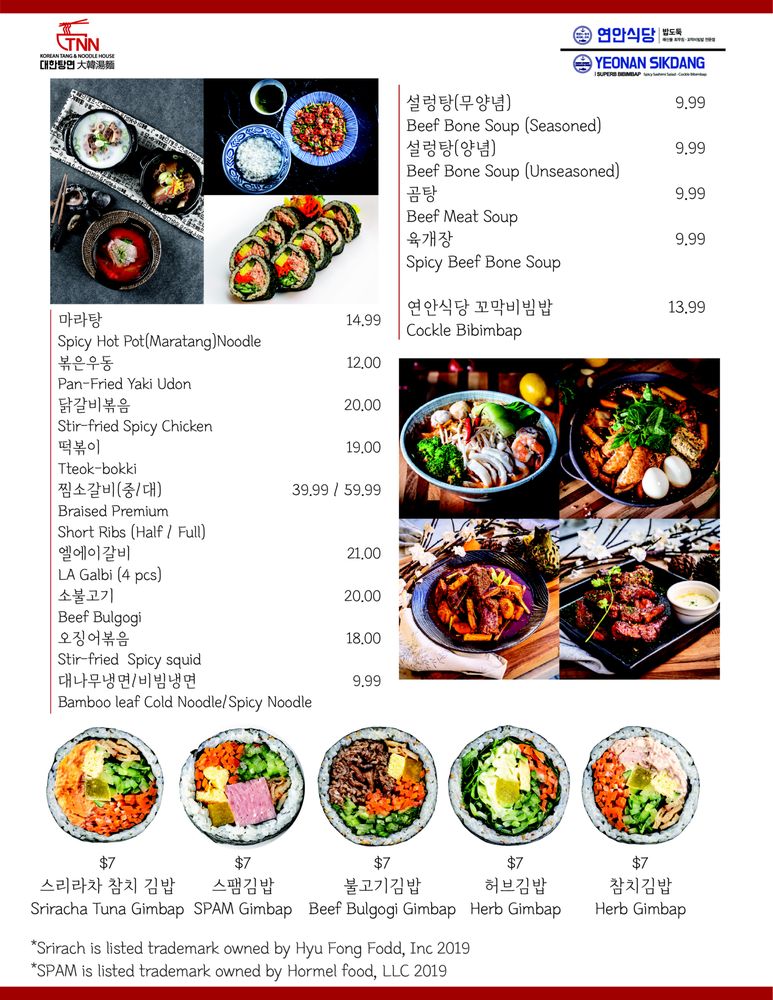 TNN
KOREAN TANG & NOODLE HOUSE
대한탕면 大韓湯麵
연안식당 밥도둑
YEONAN SIKDANG
SUPERB BIBIMBAP Spicy Sashimi Salad · Cockle Bibimbap
설렁탕(무양념) 9.99
Beef Bone Soup (Seasoned)
설렁탕(양념) 9.99
Beef Bone Soup (Unseasoned)
곰탕 9.99
Beef Meat Soup
육개장 9.99
Spicy Beef Bone Soup
연안식당 꼬막비빔밥 13.99
Cockle Bibimbap
마라탕 14.99
Spicy Hot Pot(Maratang)Noodle
볶은우동 12.00
Pan-Fried Yaki Udon
닭갈비볶음 20.00
Stir-fried Spicy Chicken
떡볶이 19.00
Tteok-bokki
찜소갈비(중/대) 39.99 / 59.99
Braised Premium
Short Ribs (Half / Full)
엘에이갈비 21.00
LA Galbi (4 pcs)
소불고기 20.00
Beef Bulgogi
오징어볶음 18.00
Stir-fried Spicy squid
대나무냉면/비빔냉면 9.99
Bamboo leaf Cold Noodle/Spicy Noodle
$7 $7 $7 $7 $7
스리라차 참치 김밥 스팸김밥 불고기김밥 허브김밥 참치김밥
Sriracha Tuna Gimbap SPAM Gimbap Beef Bulgogi Gimbap Herb Gimbap Herb Gimbap
*Srirach is listed trademark owned by Hyu Fong Fodd, Inc 2019
*SPAM is listed trademark owned by Hormel food, LLC 2019